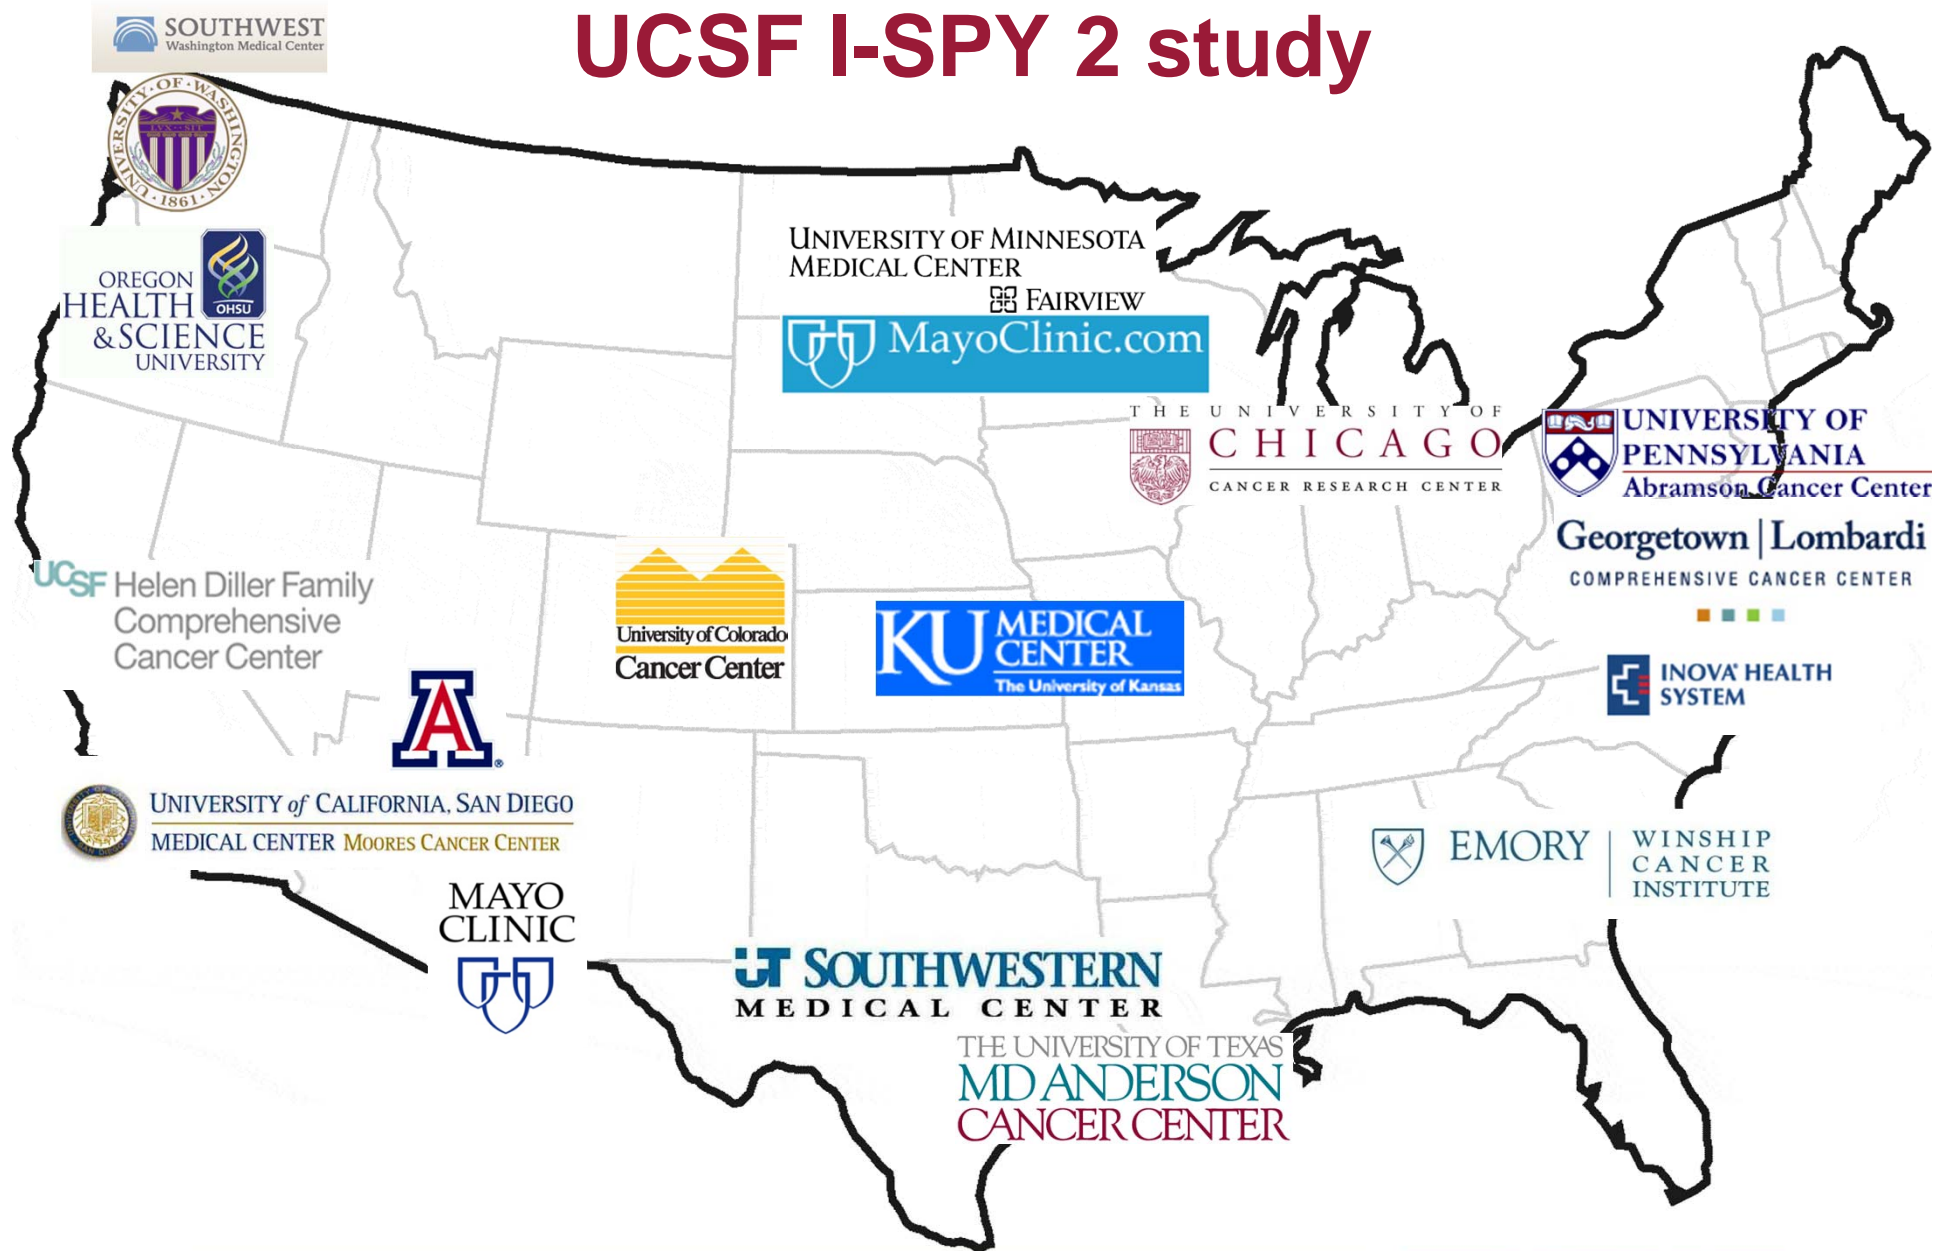 UCSF I-SPY 2 study
SOUTHWEST
Washington Medical Center
UNIVERSITY·OF·WASHINGTON
LVX SIT
·1861·
OREGON
HEALTH
& SCIENCE
UNIVERSITY
OHSU
UNIVERSITY OF MINNESOTA
MEDICAL CENTER
FAIRVIEW
MayoClinic.com
THE UNIVERSITY OF
CHICAGO
CANCER RESEARCH CENTER
UNIVERSITY OF
PENNSYLVANIA
Abramson Cancer Center
Georgetown | Lombardi
COMPREHENSIVE CANCER CENTER
UCSF Helen Diller Family
Comprehensive
Cancer Center
University of Colorado
Cancer Center
KU MEDICAL
CENTER
The University of Kansas
INOVA® HEALTH
SYSTEM
A®
UNIVERSITY of CALIFORNIA, SAN DIEGO
MEDICAL CENTER MOORES CANCER CENTER
EMORY
WINSHIP
CANCER
INSTITUTE
MAYO
CLINIC
UT SOUTHWESTERN
MEDICAL CENTER
THE UNIVERSITY OF TEXAS
MD ANDERSON
CANCER CENTER